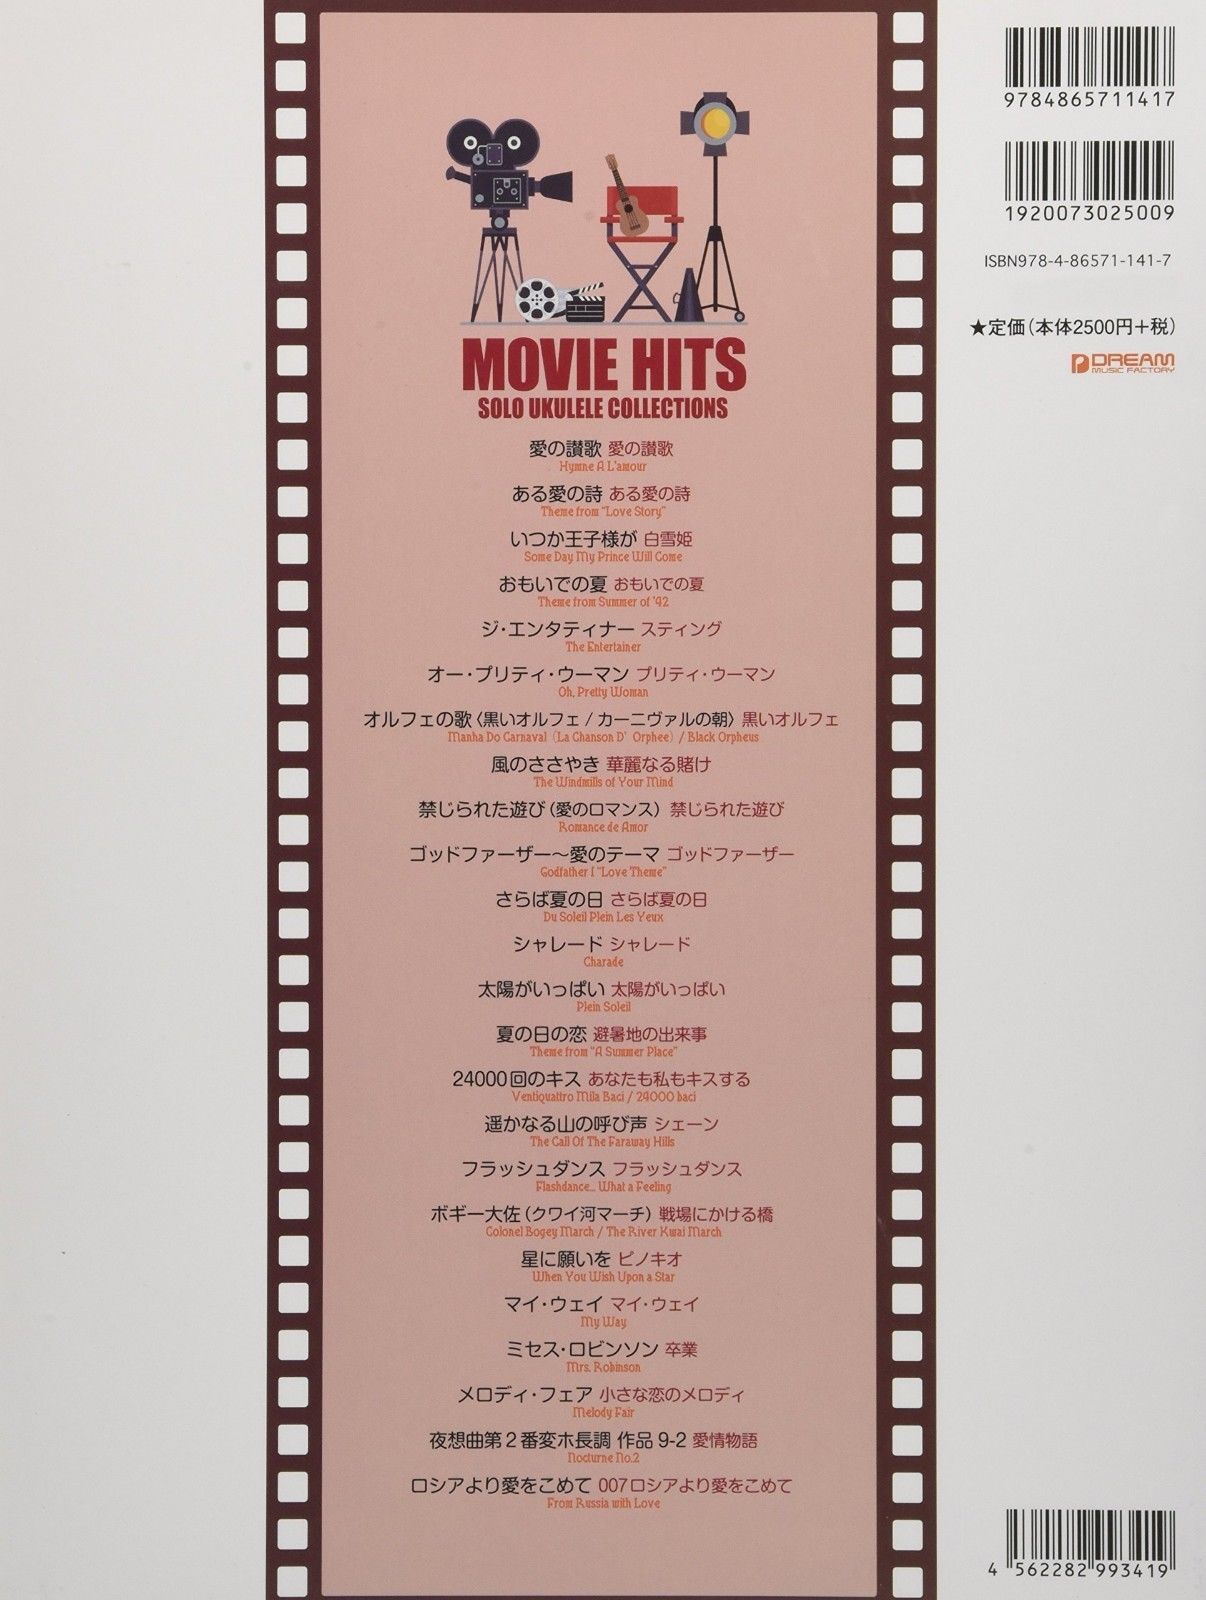 9784865711417
1920073025009
ISBN978-4-86571-141-7
★定価(本体2500円+税)
DREAM
MUSIC FACTORY
MOVIE HITS
SOLO UKULELE COLLECTIONS
愛の讃歌 愛の讃歌
Hymne A L'amour
ある愛の詩 ある愛の詩
Theme from "Love Story"
いつか王子様が 白雪姫
Some Day My Prince Will Come
おもいでの夏 おもいでの夏
Theme from Summer of '42
ジ・エンタティナー スティング
The Entertainer
オー・プリティ・ウーマン プリティ・ウーマン
Oh, Pretty Woman
オルフェの歌〈黒いオルフェ / カーニヴァルの朝〉 黒いオルフェ
Manha Do Carnaval (La Chanson D' Orphee) / Black Orpheus
風のささやき 華麗なる賭け
The Windmills of Your Mind
禁じられた遊び(愛のロマンス) 禁じられた遊び
Romance de Amor
ゴッドファーザー～愛のテーマ ゴッドファーザー
Godfather I "Love Theme"
さらば夏の日 さらば夏の日
Du Soleil Plein Les Yeux
シャレード シャレード
Charade
太陽がいっぱい 太陽がいっぱい
Plein Soleil
夏の日の恋 避暑地の出来事
Theme from "A Summer Place"
24000回のキス あなたも私もキスする
Ventiquattro Mila Baci / 24000 baci
遥かなる山の呼び声 シェーン
The Call Of The Faraway Hills
フラッシュダンス フラッシュダンス
Flashdance... What a Feeling
ボギー大佐(クワイ河マーチ) 戦場にかける橋
Colonel Bogey March / The River Kwai March
星に願いを ピノキオ
When You Wish Upon a Star
マイ・ウェイ マイ・ウェイ
My Way
ミセス・ロビンソン 卒業
Mrs. Robinson
メロディ・フェア 小さな恋のメロディ
Melody Fair
夜想曲第2番変ホ長調 作品9-2 愛情物語
Nocturne No.2
ロシアより愛をこめて 007ロシアより愛をこめて
From Russia with Love
4 562282 993419